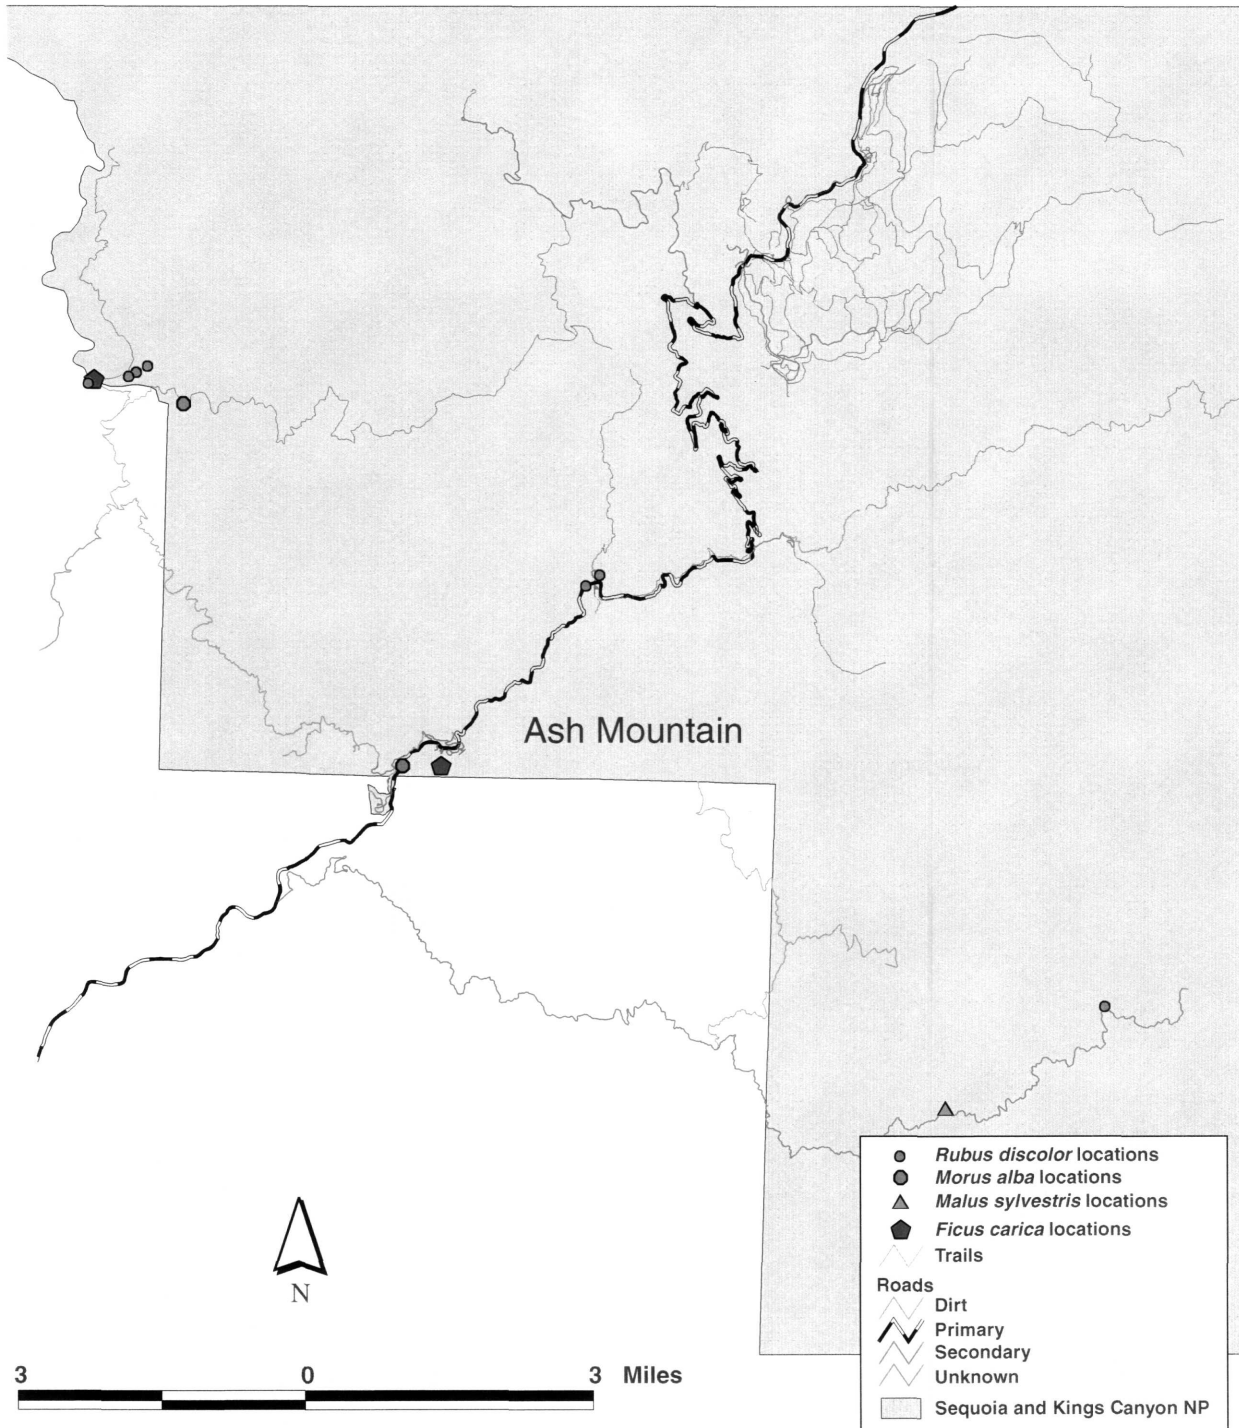 Ash Mountain
Rubus discolor locations
Morus alba locations
Malus sylvestris locations
Ficus carica locations
Trails
Roads
Dirt
Primary
Secondary
Unknown
Sequoia and Kings Canyon NP
N
3 0 3 Miles